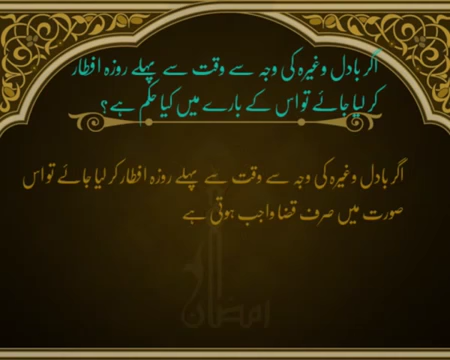 اگر بادل وغیرہ کی وجہ سے وقت سے پہلے روزہ افطار
کر لیا جائے تو اس کے بارے میں کیا حکم ہے؟
اگر بادل وغیرہ کی وجہ سے وقت سے پہلے روزہ افطار کر لیا جائے تو اس
صورت میں صرف قضا واجب ہوتی ہے
رمضان